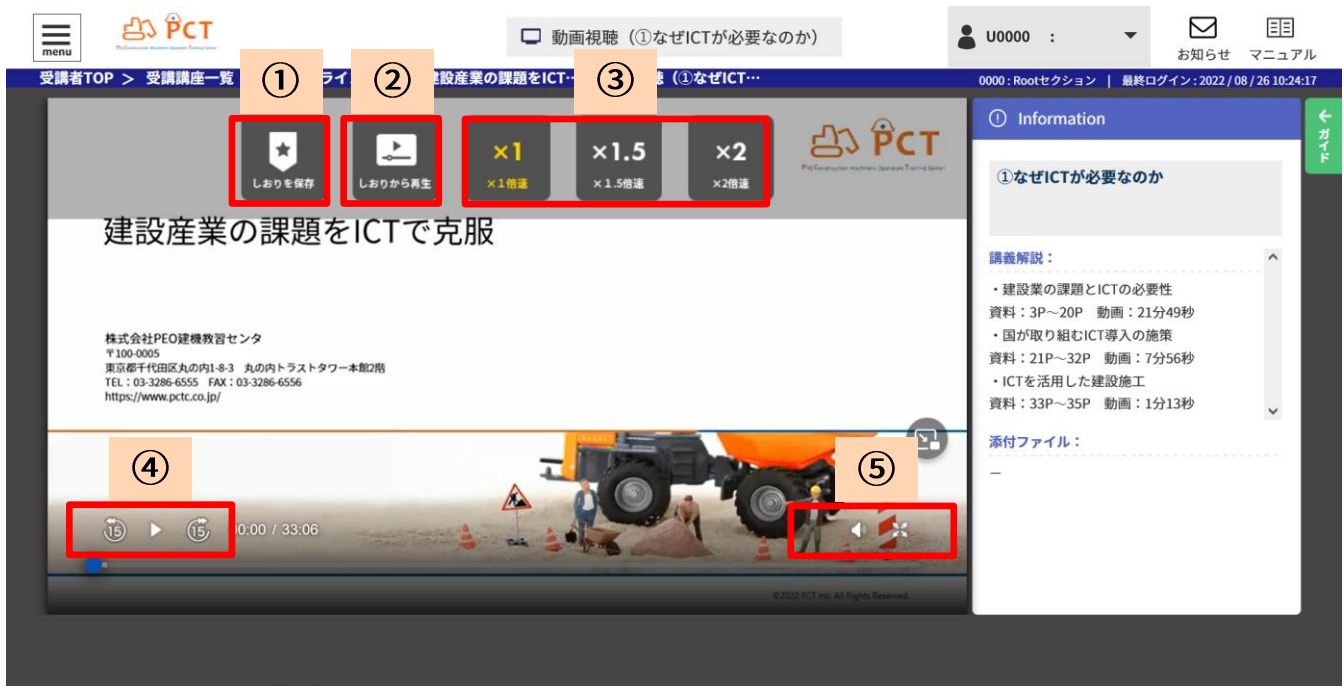 menu
PCT
動画視聴（①なぜICTが必要なのか）
U0000 :
お知らせ
マニュアル
受講者TOP > 受講講座一覧
ライ
建設産業の課題をICT…
聴（①なぜICT…
0000 : Rootセクション | 最終ログイン : 2022 / 08 / 26 10:24:17
①
②
③
しおりを保存
しおりから再生
×1
×1倍速
×1.5
×1.5倍速
×2
×2倍速
PCT
建設産業の課題をICTで克服
株式会社PEO建機教習センタ
〒100-0005
東京都千代田区丸の内1-8-3 丸の内トラストタワー本館2階
TEL：03-3286-6555 FAX：03-3286-6556
https://www.pctc.co.jp/
④
⑤
15
15
00:00 / 33:06
©2022 PCT Inc. All Rights Reserved.
Information
①なぜICTが必要なのか
講義解説：
・建設業の課題とICTの必要性
資料：3P～20P 動画：21分49秒
・国が取り組むICT導入の施策
資料：21P～32P 動画：7分56秒
・ICTを活用した建設施工
資料：33P～35P 動画：1分13秒
添付ファイル：
－
ガイド